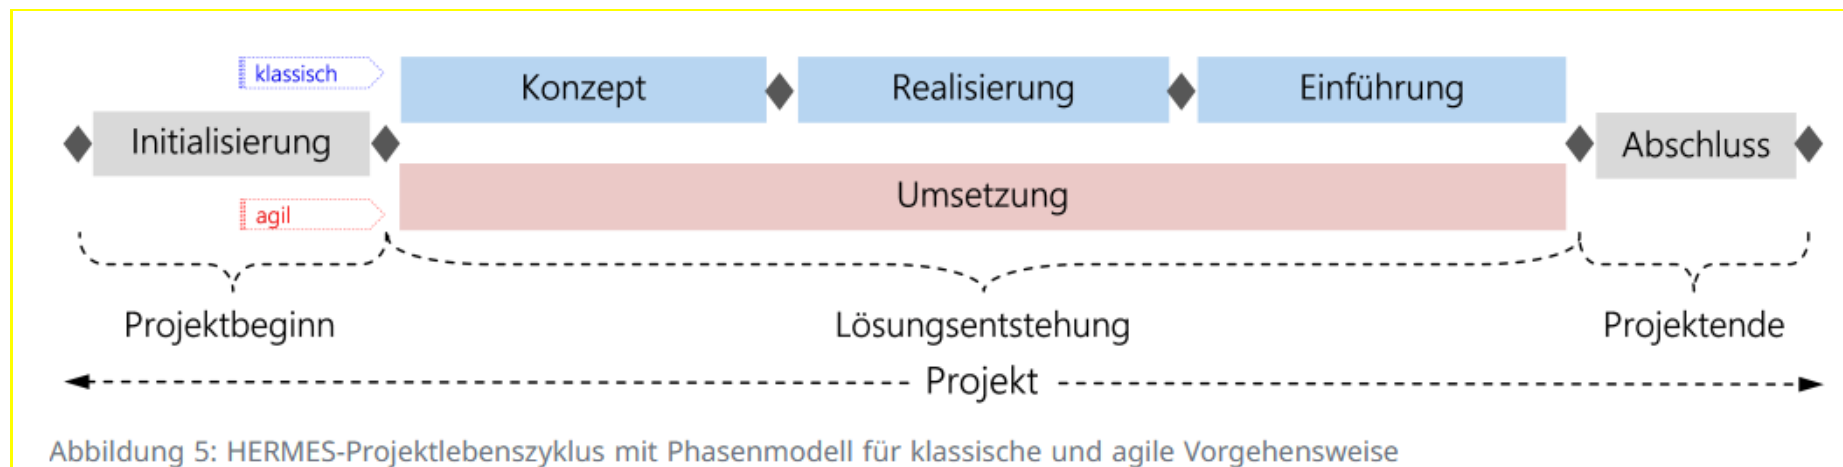 klassisch
Konzept
Realisierung
Einführung
Initialisierung
Abschluss
Umsetzung
agil
Projektbeginn
Lösungsentstehung
Projektende
Projekt
Abbildung 5: HERMES-Projektlebenszyklus mit Phasenmodell für klassische und agile Vorgehensweise